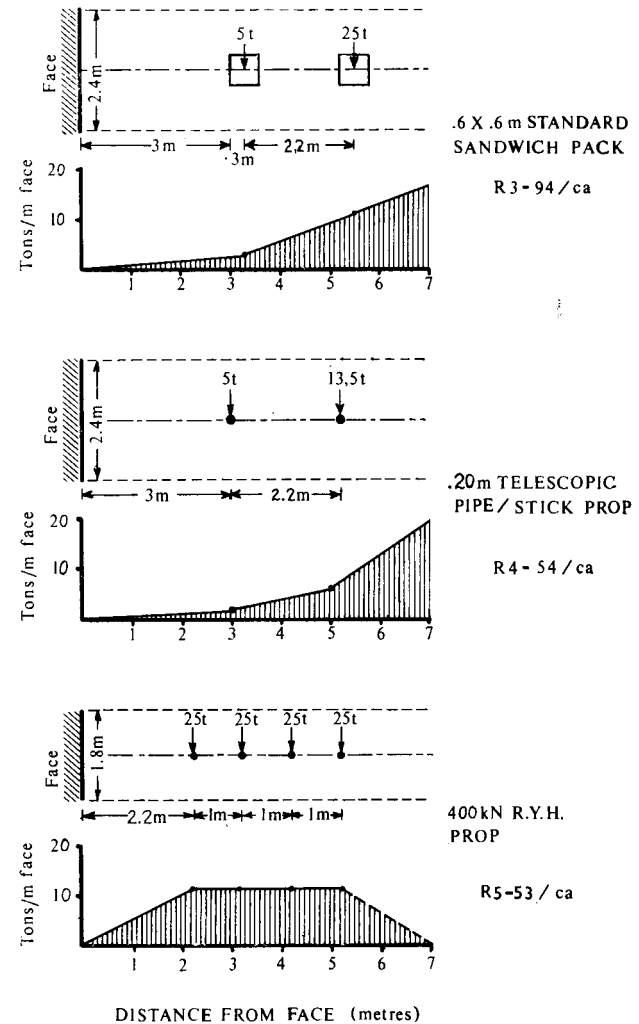 5t 25t
Face
2.4m
3m
.3m
2,2m
.6 X .6 m STANDARD
SANDWICH PACK
R3-94/ca
Tons/m face
20
10
1 2 3 4 5 6 7
5t 13,5t
Face
2.4m
3m 2.2m
.20m TELESCOPIC
PIPE/STICK PROP
R4-54/ca
Tons/m face
20
10
1 2 3 4 5 6 7
25t 25t 25t 25t
Face
1.8m
2.2m 1m 1m 1m
400kN R.Y.H.
PROP
R5-53/ca
Tons/m face
20
10
1 2 3 4 5 6 7
DISTANCE FROM FACE (metres)